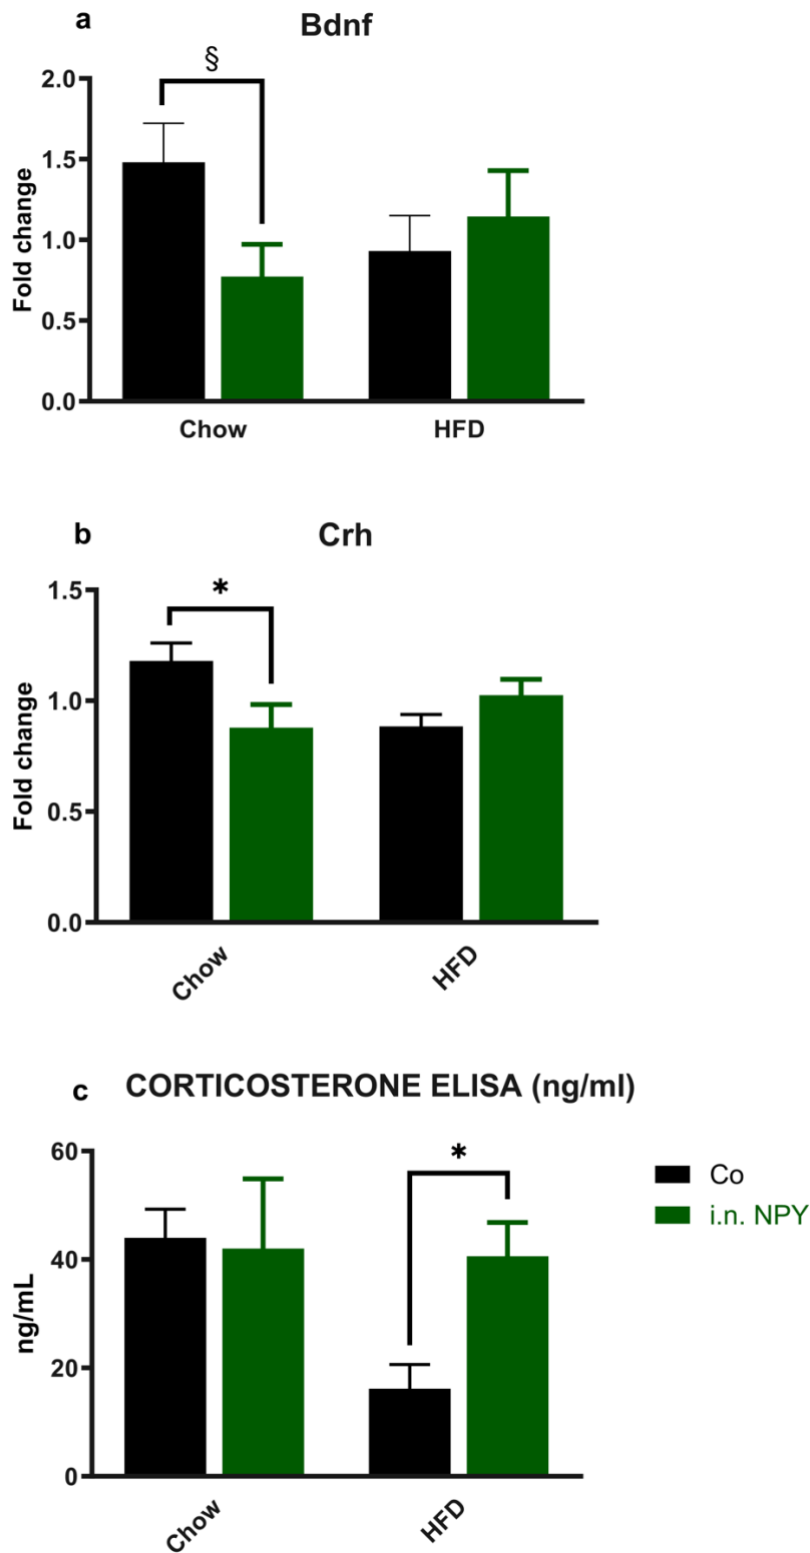 a
Bdnf
§
2.0
1.5
1.0
0.5
0.0
Fold change
Chow HFD
b
Crh
*
1.5
1.0
0.5
0.0
Fold change
Chow HFD
c CORTICOSTERONE ELISA (ng/ml)
*
60
40
20
0
ng/mL
Chow HFD
Co
i.n. NPY